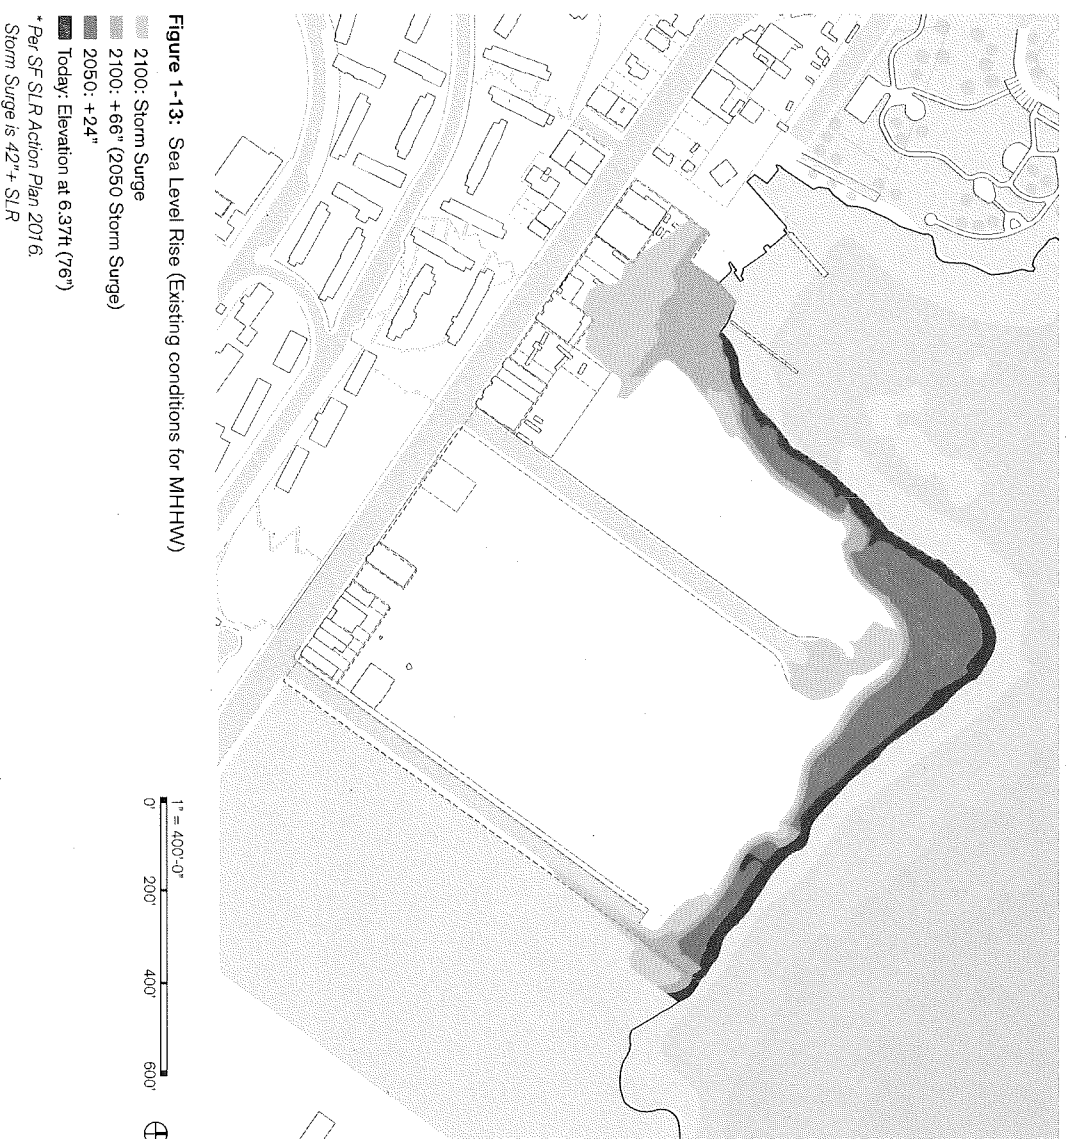 Figure 1-13: Sea Level Rise (Existing conditions for MHHW)
2100: Storm Surge
2100: +66" (2050 Storm Surge)
2050: +24"
Today: Elevation at 6.37ft (76")
* Per SF SLR Action Plan 2016.
Storm Surge is 42"+ SLR
1" = 400'-0"
0' 200' 400' 600'